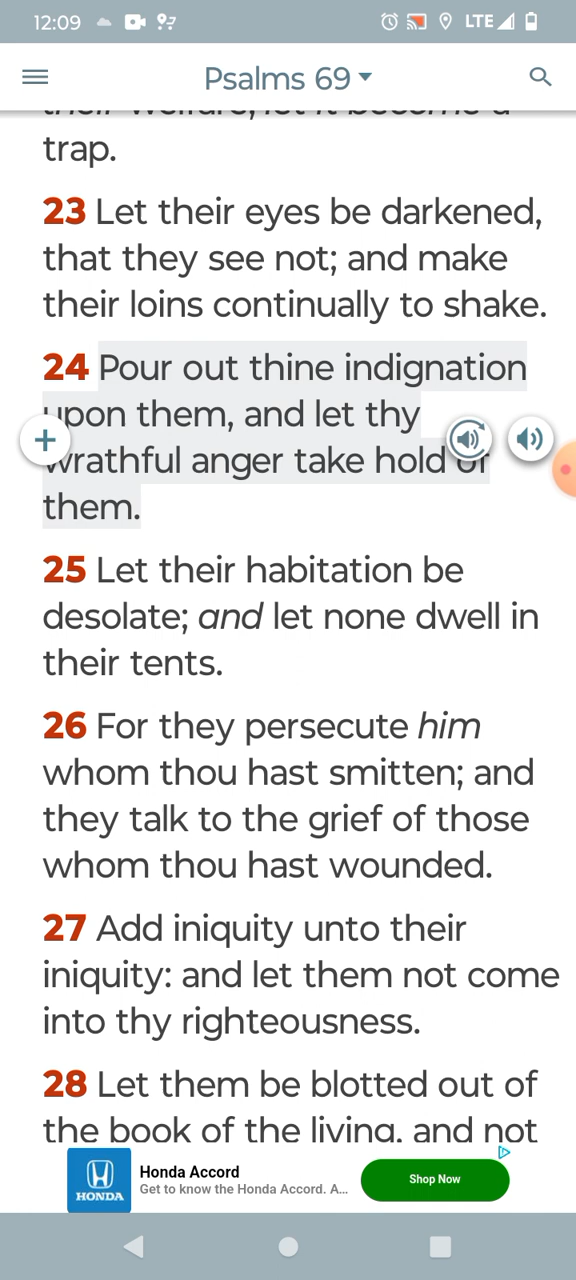 12:09
LTE
Psalms 69
their welfare, let it become a
trap.
23 Let their eyes be darkened,
that they see not; and make
their loins continually to shake.
24 Pour out thine indignation
upon them, and let thy
wrathful anger take hold of
them.
25 Let their habitation be
desolate; and let none dwell in
their tents.
26 For they persecute him
whom thou hast smitten; and
they talk to the grief of those
whom thou hast wounded.
27 Add iniquity unto their
iniquity: and let them not come
into thy righteousness.
28 Let them be blotted out of
the book of the living, and not
Honda Accord
Get to know the Honda Accord. A...
HONDA
Shop Now